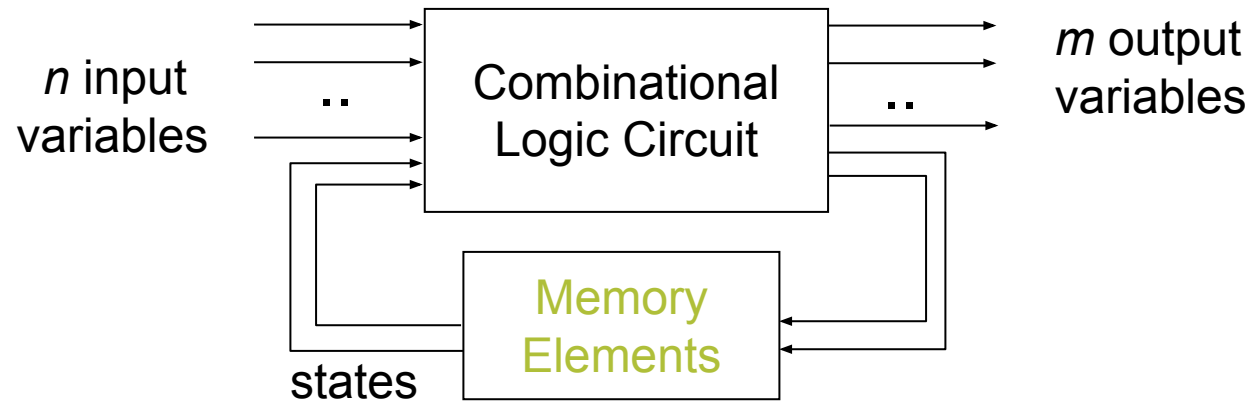 n input
variables
..
Combinational
Logic Circuit
..
m output
variables
Memory
Elements
states